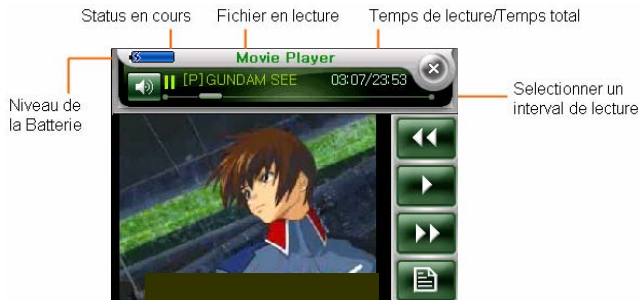 Status en cours
Fichier en lecture
Temps de lecture/Temps total
Movie Player
[P]GUNDAM SEE
03:07/23:53
Niveau de
la Batterie
Selectionner un
interval de lecture